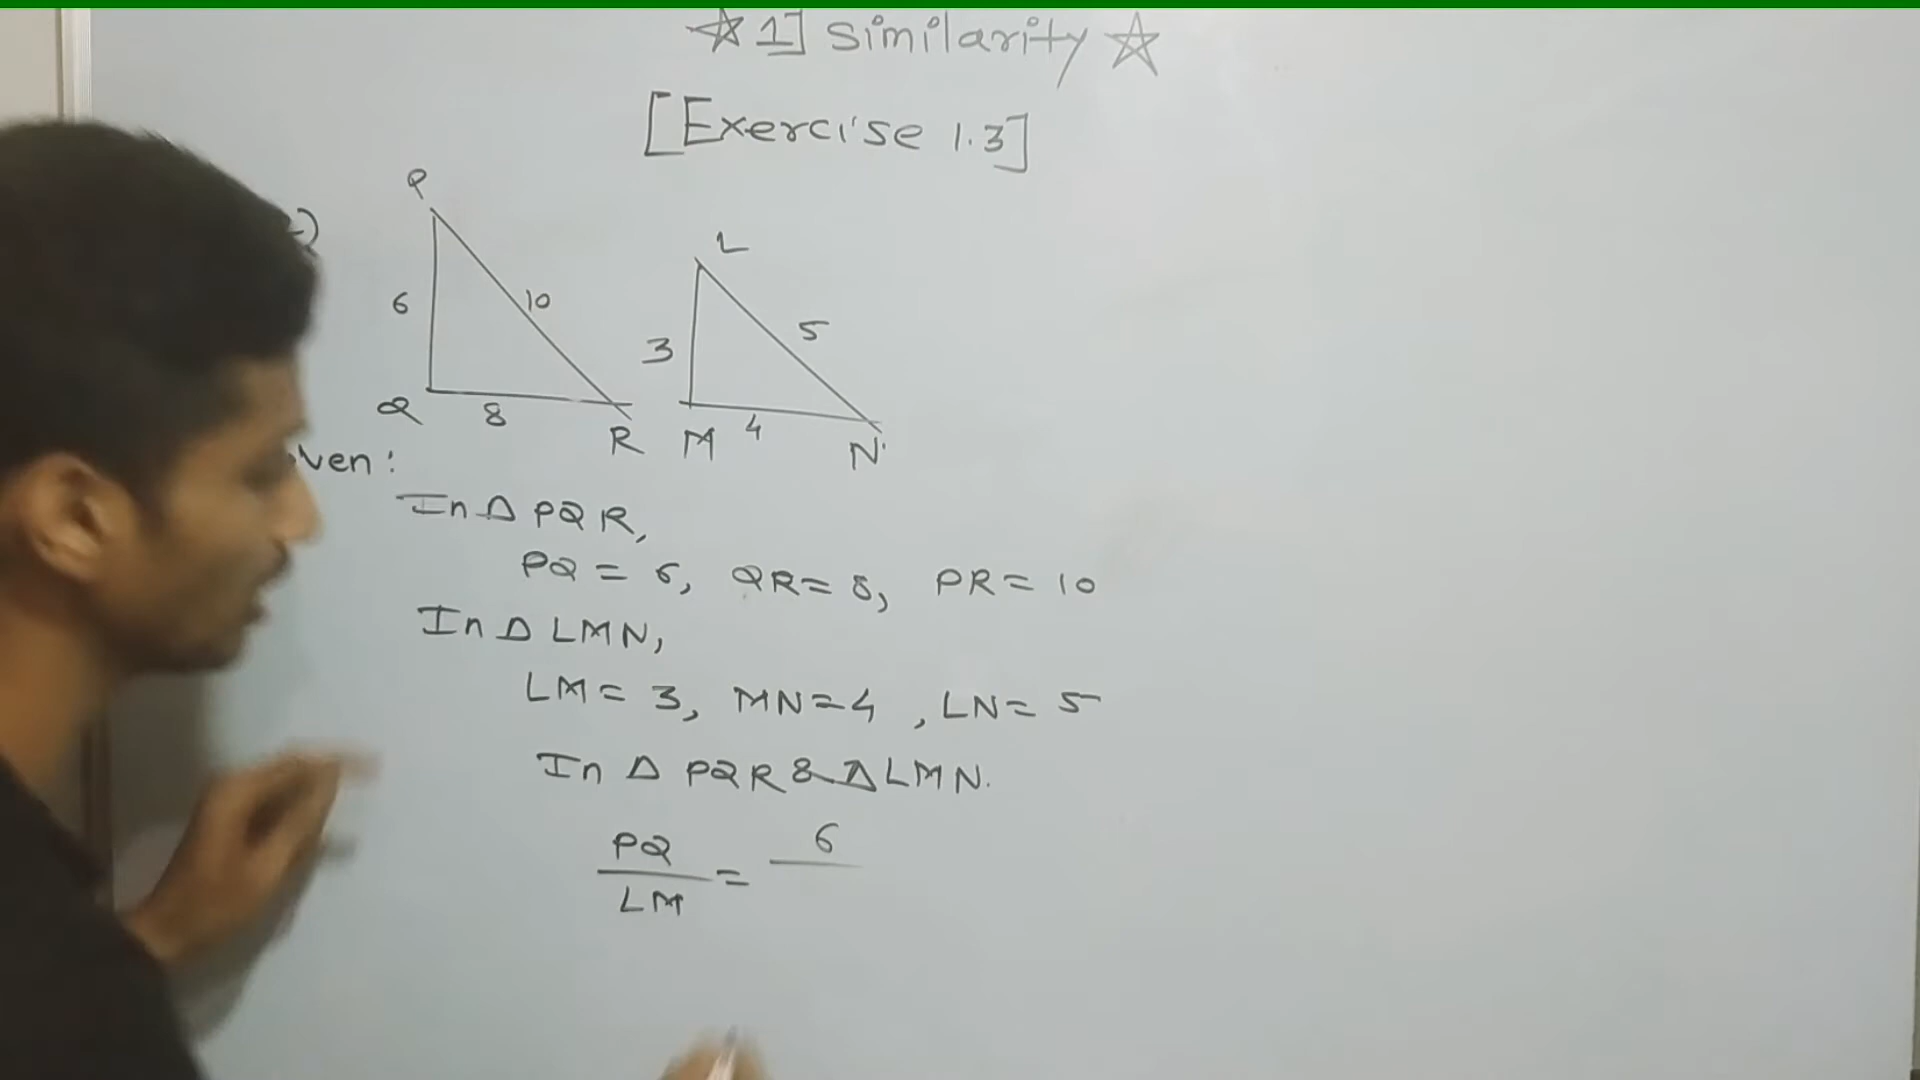 ☆ 1] Similarity ☆
[Exercise 1.3]
P
L
6
10
3
5
Q
8
R
M
4
N
In Δ PQR,
PQ = 6, QR = 8, PR = 10
In Δ LMN,
LM = 3, MN = 4 , LN = 5
In Δ PQR & Δ LMN.
PQ/LM = 6/